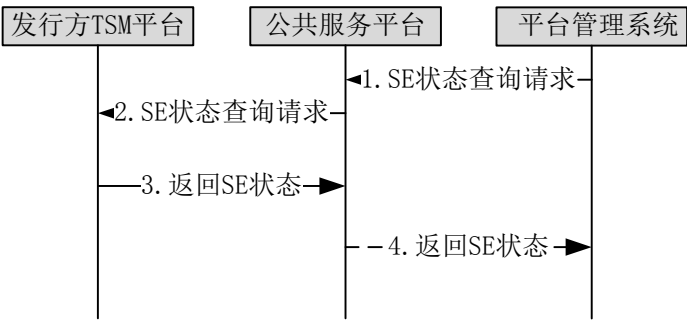 发行方TSM平台
公共服务平台
平台管理系统
1. SE状态查询请求
2. SE状态查询请求
3. 返回SE状态
4. 返回SE状态